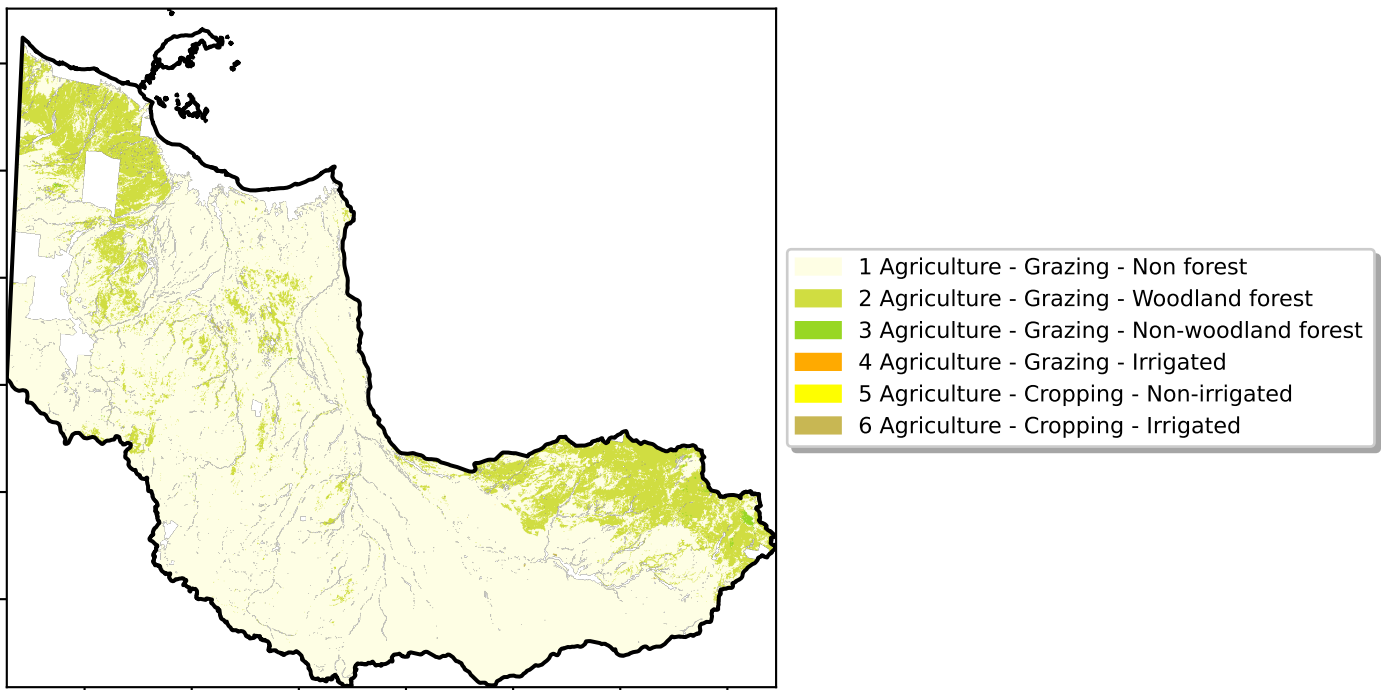 1 Agriculture - Grazing - Non forest
2 Agriculture - Grazing - Woodland forest
3 Agriculture - Grazing - Non-woodland forest
4 Agriculture - Grazing - Irrigated
5 Agriculture - Cropping - Non-irrigated
6 Agriculture - Cropping - Irrigated